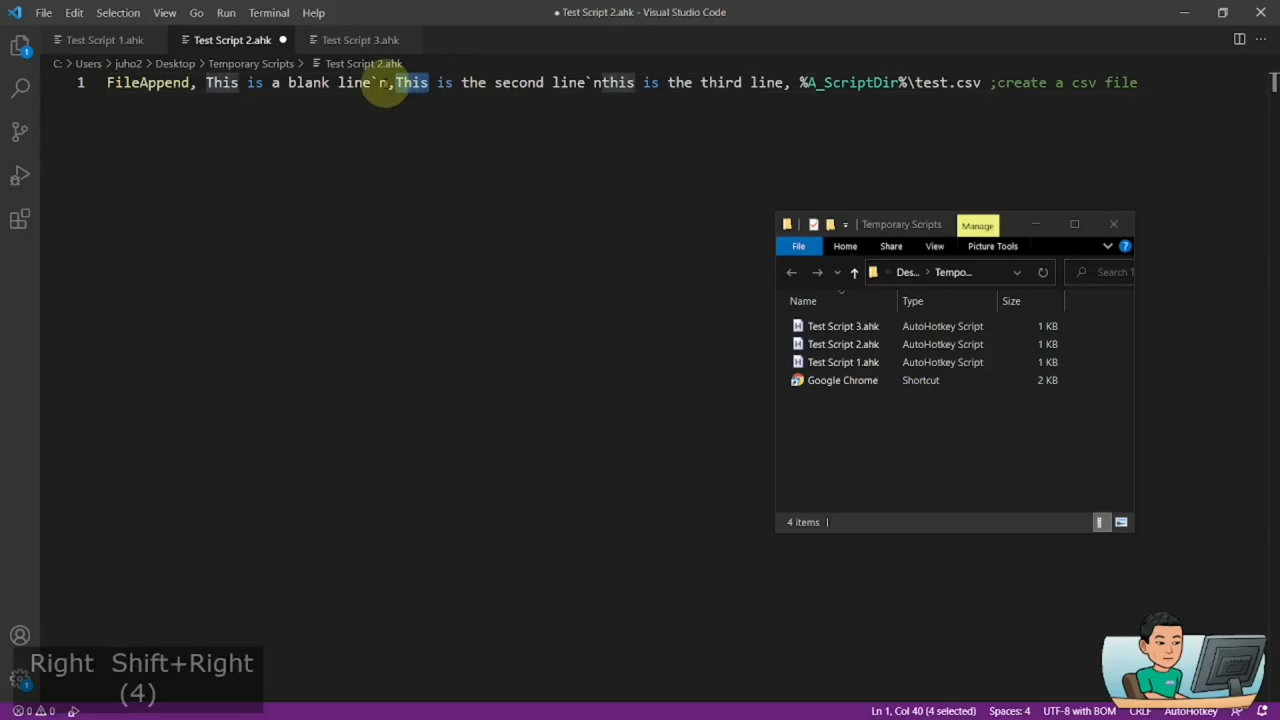 File Edit Selection View Go Run Terminal Help
● Test Script 2.ahk - Visual Studio Code
Test Script 1.ahk
Test Script 2.ahk ●
Test Script 3.ahk
C: > Users > juho2 > Desktop > Temporary Scripts > Test Script 2.ahk
1 FileAppend, This is a blank line`n,This is the second line`nthis is the third line, %A_ScriptDir%\test.csv ;create a csv file
Temporary Scripts
Manage
File Home Share View Picture Tools
Des... > Tempo...
Search
Name Type Size
Test Script 3.ahk AutoHotkey Script 1 KB
Test Script 2.ahk AutoHotkey Script 1 KB
Test Script 1.ahk AutoHotkey Script 1 KB
Google Chrome Shortcut 2 KB
4 items
Right Shift+Right
(4)
0 0
Ln 1, Col 40 (4 selected) Spaces: 4 UTF-8 with BOM CRLF AutoHotkey